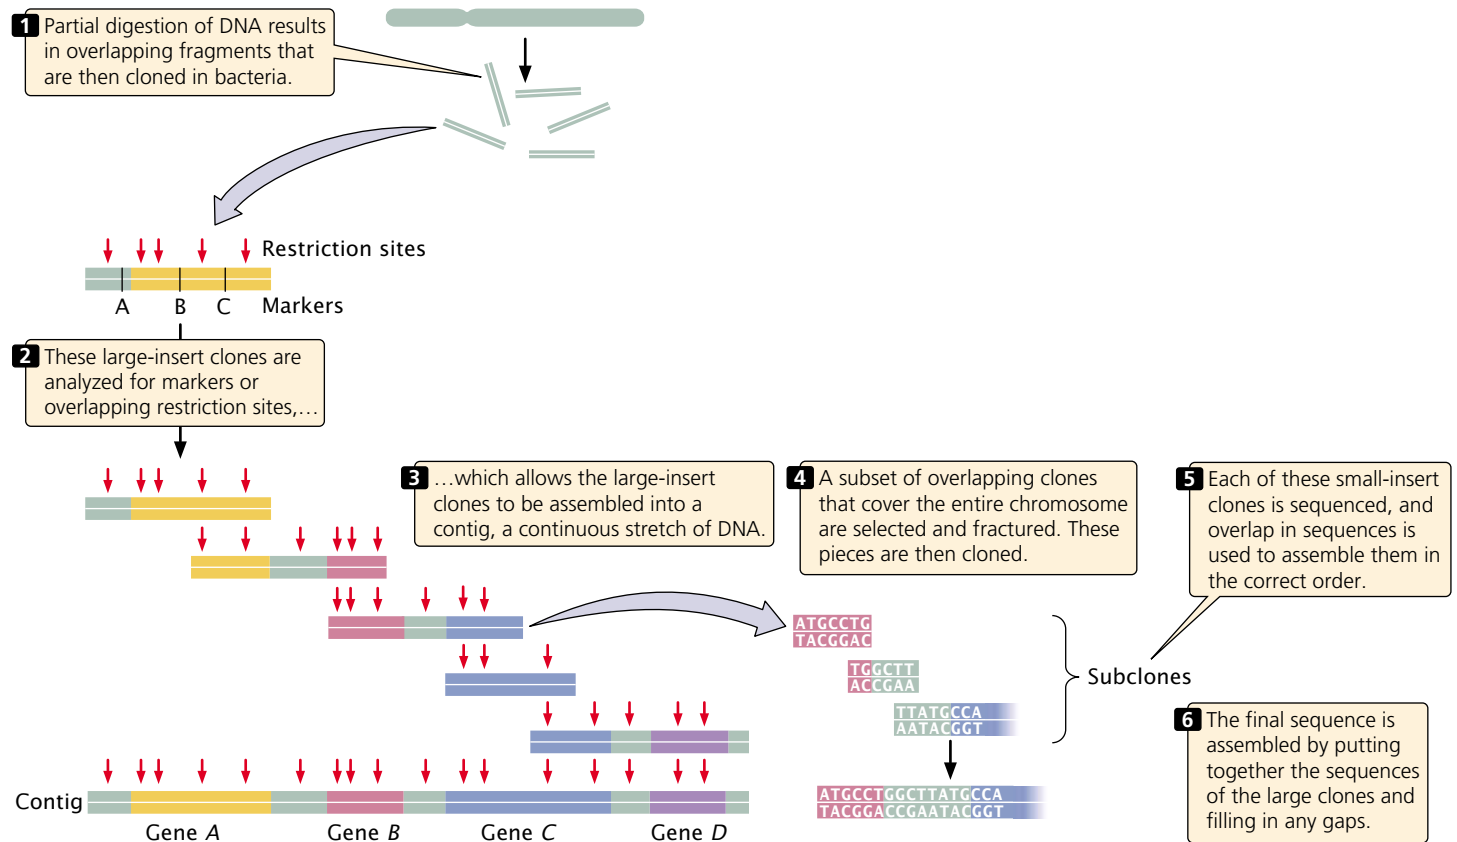 1 Partial digestion of DNA results
in overlapping fragments that
are then cloned in bacteria.
Restriction sites
A B C Markers
2 These large-insert clones are
analyzed for markers or
overlapping restriction sites,…
3 …which allows the large-insert
clones to be assembled into a
contig, a continuous stretch of DNA.
4 A subset of overlapping clones
that cover the entire chromosome
are selected and fractured. These
pieces are then cloned.
5 Each of these small-insert
clones is sequenced, and
overlap in sequences is
used to assemble them in
the correct order.
ATGCCTG
TACGGAC
TGGCTT
ACCGAA
TTATGCCA
AATACGGT
Subclones
6 The final sequence is
assembled by putting
together the sequences
of the large clones and
filling in any gaps.
ATGCCTGGCTTATGCCA
TACGGACCGAATACGGT
Contig
Gene A Gene B Gene C Gene D